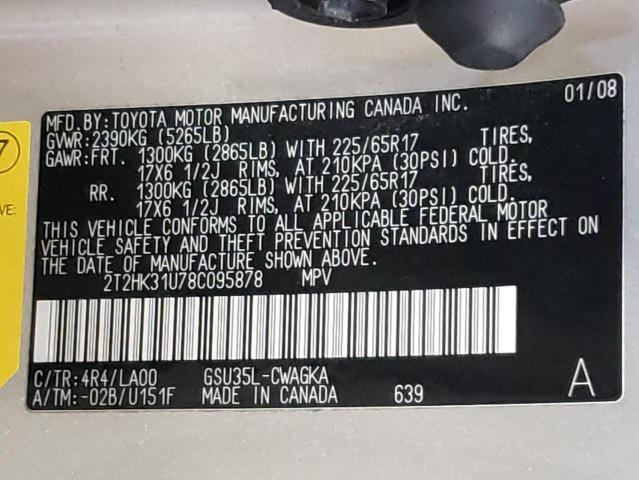 MFD. BY: TOYOTA MOTOR MANUFACTURING CANADA INC. 01/08
GVWR: 2390KG (5265LB)
GAWR: FRT. 1300KG (2865LB) WITH 225/65R17 TIRES,
17X6 1/2J RIMS, AT 210KPA (30PSI) COLD.
RR. 1300KG (2865LB) WITH 225/65R17 TIRES,
17X6 1/2J RIMS, AT 210KPA (30PSI) COLD.
THIS VEHICLE CONFORMS TO ALL APPLICABLE FEDERAL MOTOR
VEHICLE SAFETY AND THEFT PREVENTION STANDARDS IN EFFECT ON
THE DATE OF MANUFACTURE SHOWN ABOVE.
2T2HK31U78C095878 MPV
C/TR: 4R4/LA00 GSU35L-CWAGKA
A/TM: -02B/U151F MADE IN CANADA 639 A
7
VE: